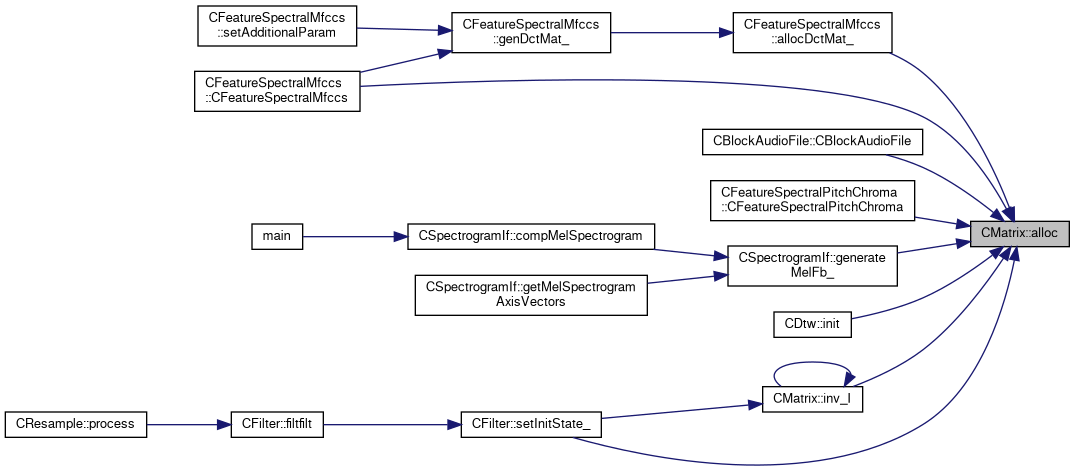 CFeatureSpectralMfccs
::setAdditionalParam
CFeatureSpectralMfccs
::genDctMat_
CFeatureSpectralMfccs
::allocDctMat_
CFeatureSpectralMfccs
::CFeatureSpectralMfccs
CBlockAudioFile::CBlockAudioFile
CFeatureSpectralPitchChroma
::CFeatureSpectralPitchChroma
CMatrix::alloc
main
CSpectrogramIf::compMelSpectrogram
CSpectrogramIf::generate
MelFb_
CSpectrogramIf::getMelSpectrogram
AxisVectors
CDtw::init
CMatrix::inv_I
CResample::process
CFilter::filtfilt
CFilter::setInitState_